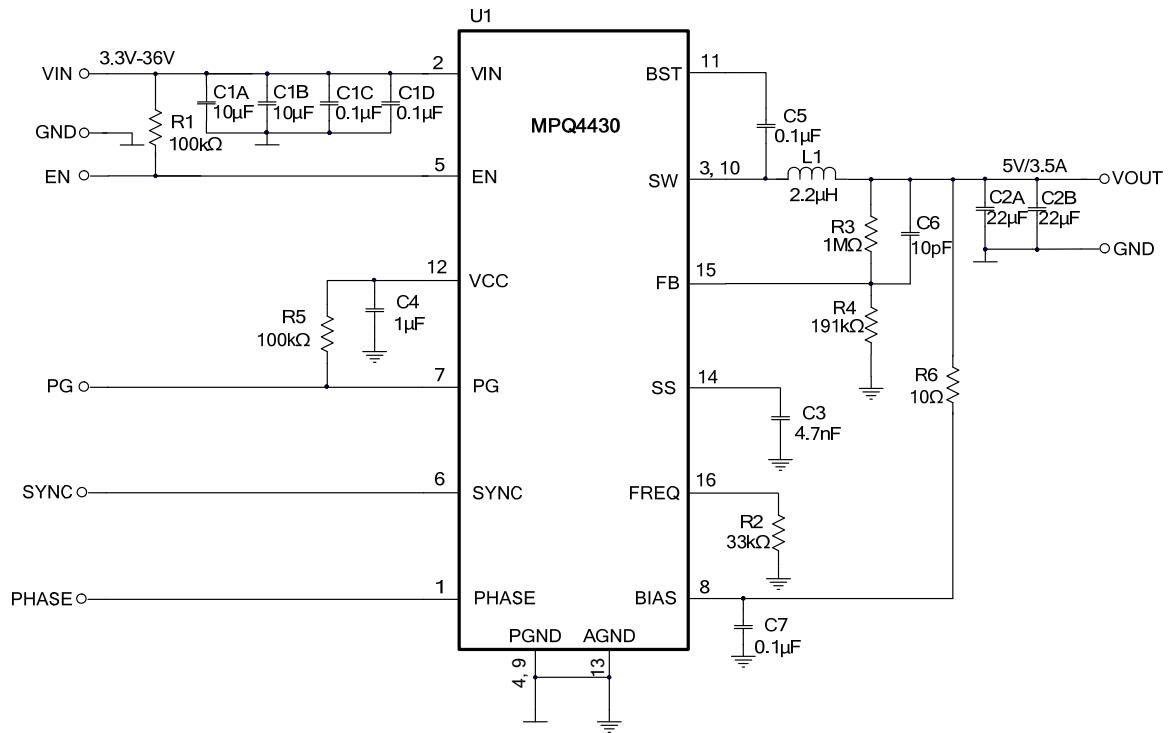 U1
MPQ4430
3.3V-36V
VIN
GND
EN
R1
100kΩ
C1A
10µF
C1B
10µF
C1C
0.1µF
C1D
0.1µF
2
VIN
5
EN
12
VCC
C4
1µF
R5
100kΩ
PG
7
PG
SYNC
6
SYNC
PHASE
1
PHASE
PGND
4, 9
AGND
13
BST
11
C5
0.1µF
SW
3, 10
L1
2.2µH
5V/3.5A
VOUT
C2A
22µF
C2B
22µF
GND
R3
1MΩ
C6
10pF
FB
15
R4
191kΩ
R6
10Ω
SS
14
C3
4.7nF
FREQ
16
R2
33kΩ
BIAS
8
C7
0.1µF